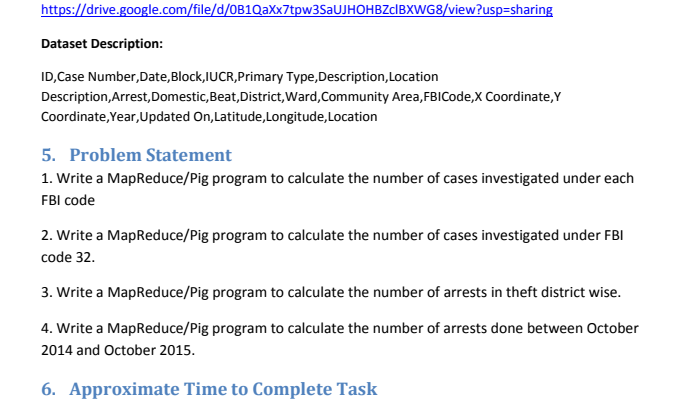 https://drive.google.com/file/d/0B1QaXx7tpw3SaUJHOHBZclBXWG8/view?usp=sharing
Dataset Description:
ID,Case Number,Date,Block,IUCR,Primary Type,Description,Location
Description,Arrest,Domestic,Beat,District,Ward,Community Area,FBICode,X Coordinate,Y
Coordinate,Year,Updated On,Latitude,Longitude,Location
5. Problem Statement
1. Write a MapReduce/Pig program to calculate the number of cases investigated under each
FBI code
2. Write a MapReduce/Pig program to calculate the number of cases investigated under FBI
code 32.
3. Write a MapReduce/Pig program to calculate the number of arrests in theft district wise.
4. Write a MapReduce/Pig program to calculate the number of arrests done between October
2014 and October 2015.
6. Approximate Time to Complete Task